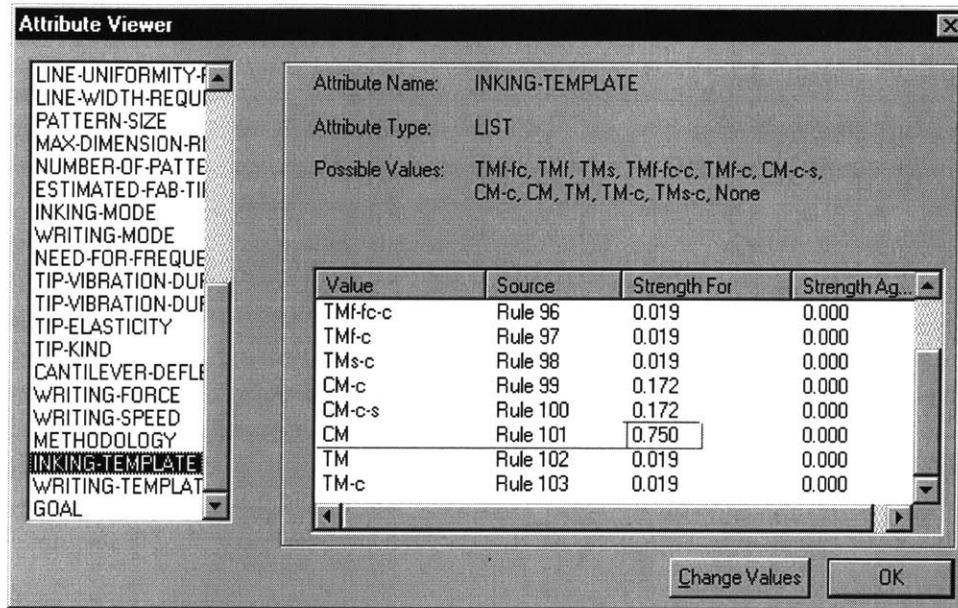 Attribute Viewer
LINE-UNIFORMITY-F
LINE-WIDTH-REQU
PATTERN-SIZE
MAX-DIMENSION-RI
NUMBER-OF-PATTE
ESTIMATED-FAB-TII
INKING-MODE
WRITING-MODE
NEED-FOR-FREQUE
TIP-VIBRATION-DUF
TIP-VIBRATION-DUF
TIP-ELASTICITY
TIP-KIND
CANTILEVER-DEFLE
WRITING-FORCE
WRITING-SPEED
METHODOLOGY
INKING-TEMPLATE
WRITING-TEMPLAT
GOAL
Attribute Name: INKING-TEMPLATE
Attribute Type: LIST
Possible Values: TMf-fc, TMf, TMs, TMf-fc-c, TMf-c, CM-c-s,
CM-c, CM, TM, TM-c, TMs-c, None
Value Source Strength For Strength Ag...
TMf-fc-c Rule 96 0.019 0.000
TMf-c Rule 97 0.019 0.000
TMs-c Rule 98 0.019 0.000
CM-c Rule 99 0.172 0.000
CM-c-s Rule 100 0.172 0.000
CM Rule 101 0.750 0.000
TM Rule 102 0.019 0.000
TM-c Rule 103 0.019 0.000
Change Values OK